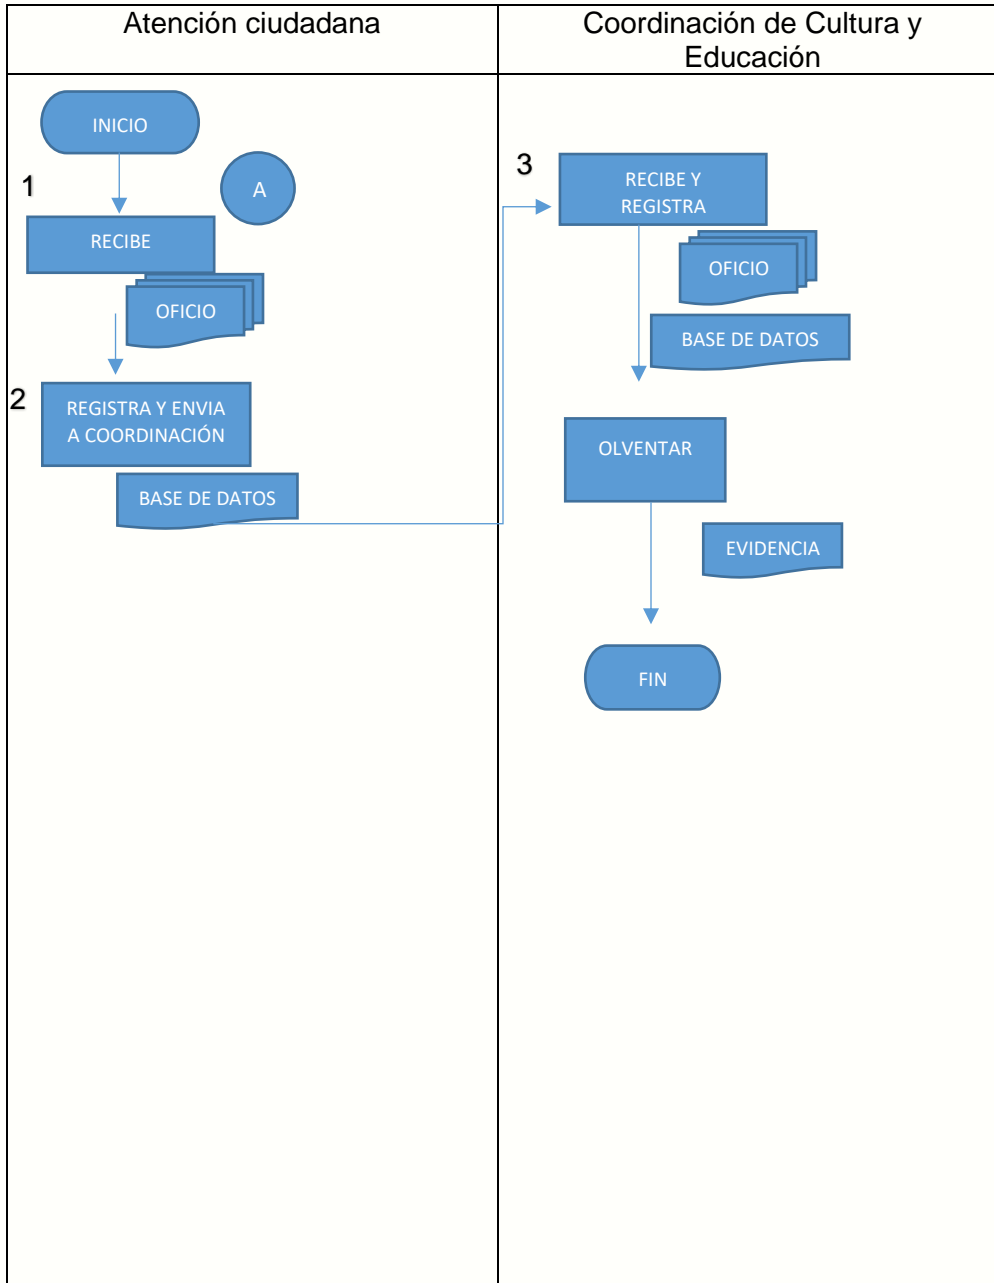 Atención ciudadana
Coordinación de Cultura y
Educación
INICIO
1
A
RECIBE
OFICIO
2
REGISTRA Y ENVIA
A COORDINACIÓN
BASE DE DATOS
3
RECIBE Y
REGISTRA
OFICIO
BASE DE DATOS
OLVENTAR
EVIDENCIA
FIN